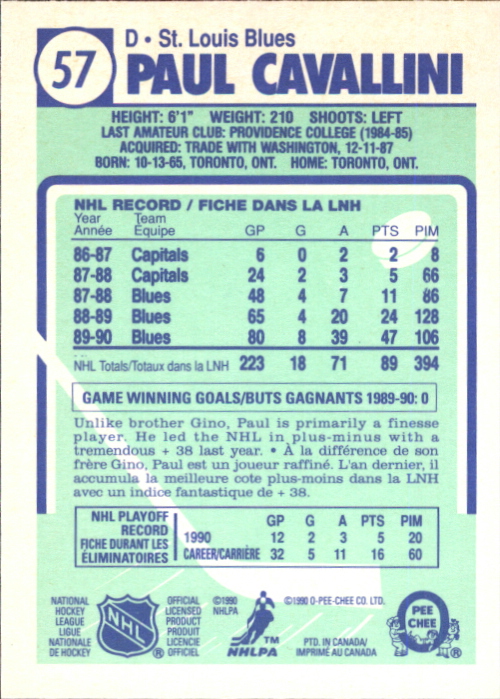 57
D • St. Louis Blues
PAUL CAVALLINI
HEIGHT: 6'1" WEIGHT: 210 SHOOTS: LEFT
LAST AMATEUR CLUB: PROVIDENCE COLLEGE (1984-85)
ACQUIRED: TRADE WITH WASHINGTON, 12-11-87
BORN: 10-13-65, TORONTO, ONT. HOME: TORONTO, ONT.
NHL RECORD / FICHE DANS LA LNH
Year Team
Année Équipe GP G A PTS PIM
86-87 Capitals 6 0 2 2 8
87-88 Capitals 24 2 3 5 66
87-88 Blues 48 4 7 11 86
88-89 Blues 65 4 20 24 128
89-90 Blues 80 8 39 47 106
NHL Totals/Totaux dans la LNH 223 18 71 89 394
GAME WINNING GOALS/BUTS GAGNANTS 1989-90: 0
Unlike brother Gino, Paul is primarily a finesse
player. He led the NHL in plus-minus with a
tremendous + 38 last year. • À la différence de son
frère Gino, Paul est un joueur raffiné. L'an dernier, il
accumula la meilleure cote plus-moins dans la LNH
avec un indice fantastique de + 38.
NHL PLAYOFF
RECORD
FICHE DURANT LES
ÉLIMINATOIRES
GP G A PTS PIM
1990 12 2 3 5 20
CAREER/CARRIÈRE 32 5 11 16 60
NATIONAL
HOCKEY
LEAGUE
LIGUE
NATIONALE
DE HOCKEY
NHL
®
OFFICIAL
LICENSED
PRODUCT
PRODUIT
LICENCIÉ
OFFICIEL
©1990
NHLPA
TM
NHLPA
©1990 O-PEE-CHEE CO. LTD.
PTD. IN CANADA/
IMPRIMÉ AU CANADA
O
PEE
CHEE
®